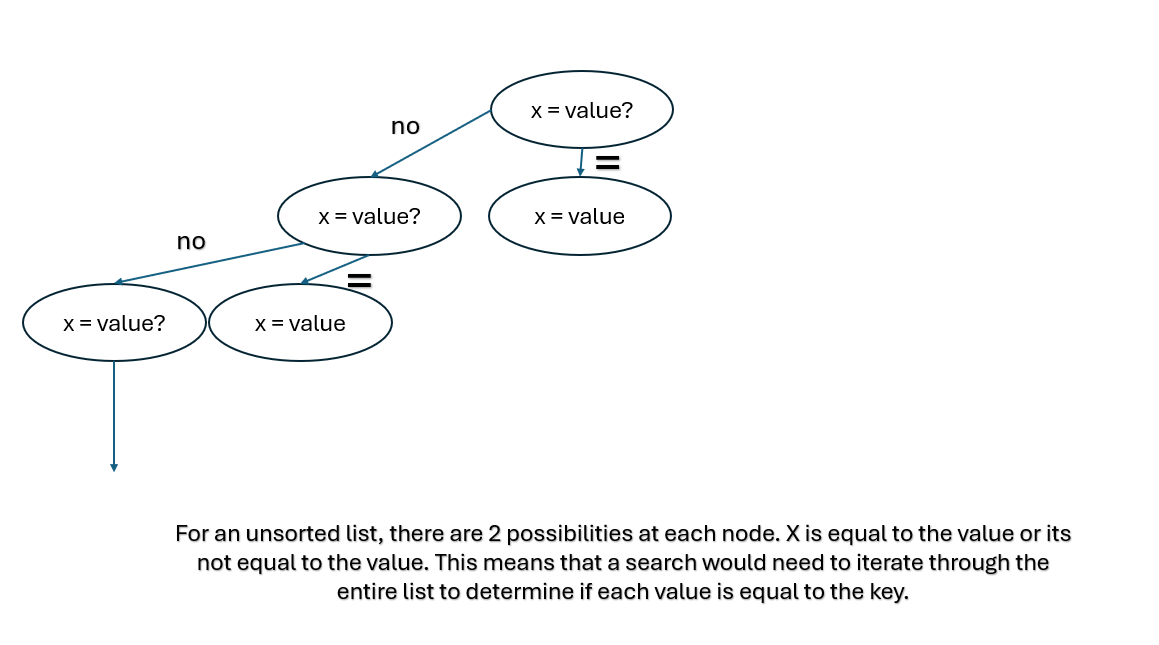 x = value?
no
=
x = value?
x = value
no
=
x = value?
x = value
For an unsorted list, there are 2 possibilities at each node. X is equal to the value or its
not equal to the value. This means that a search would need to iterate through the
entire list to determine if each value is equal to the key.